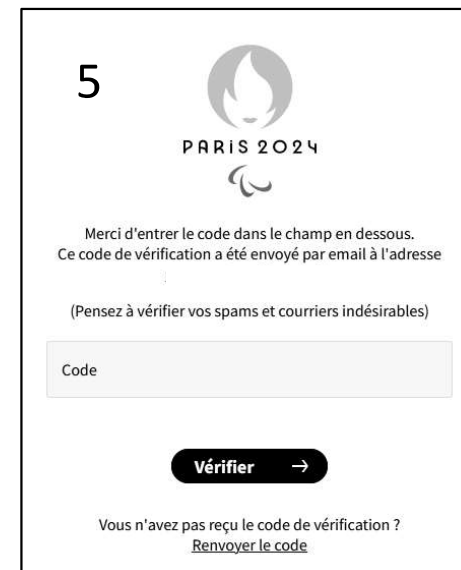 5
PARIS 2024
Merci d'entrer le code dans le champ en dessous.
Ce code de vérification a été envoyé par email à l'adresse
(Pensez à vérifier vos spams et courriers indésirables)
Code
Vérifier →
Vous n'avez pas reçu le code de vérification ?
Renvoyer le code